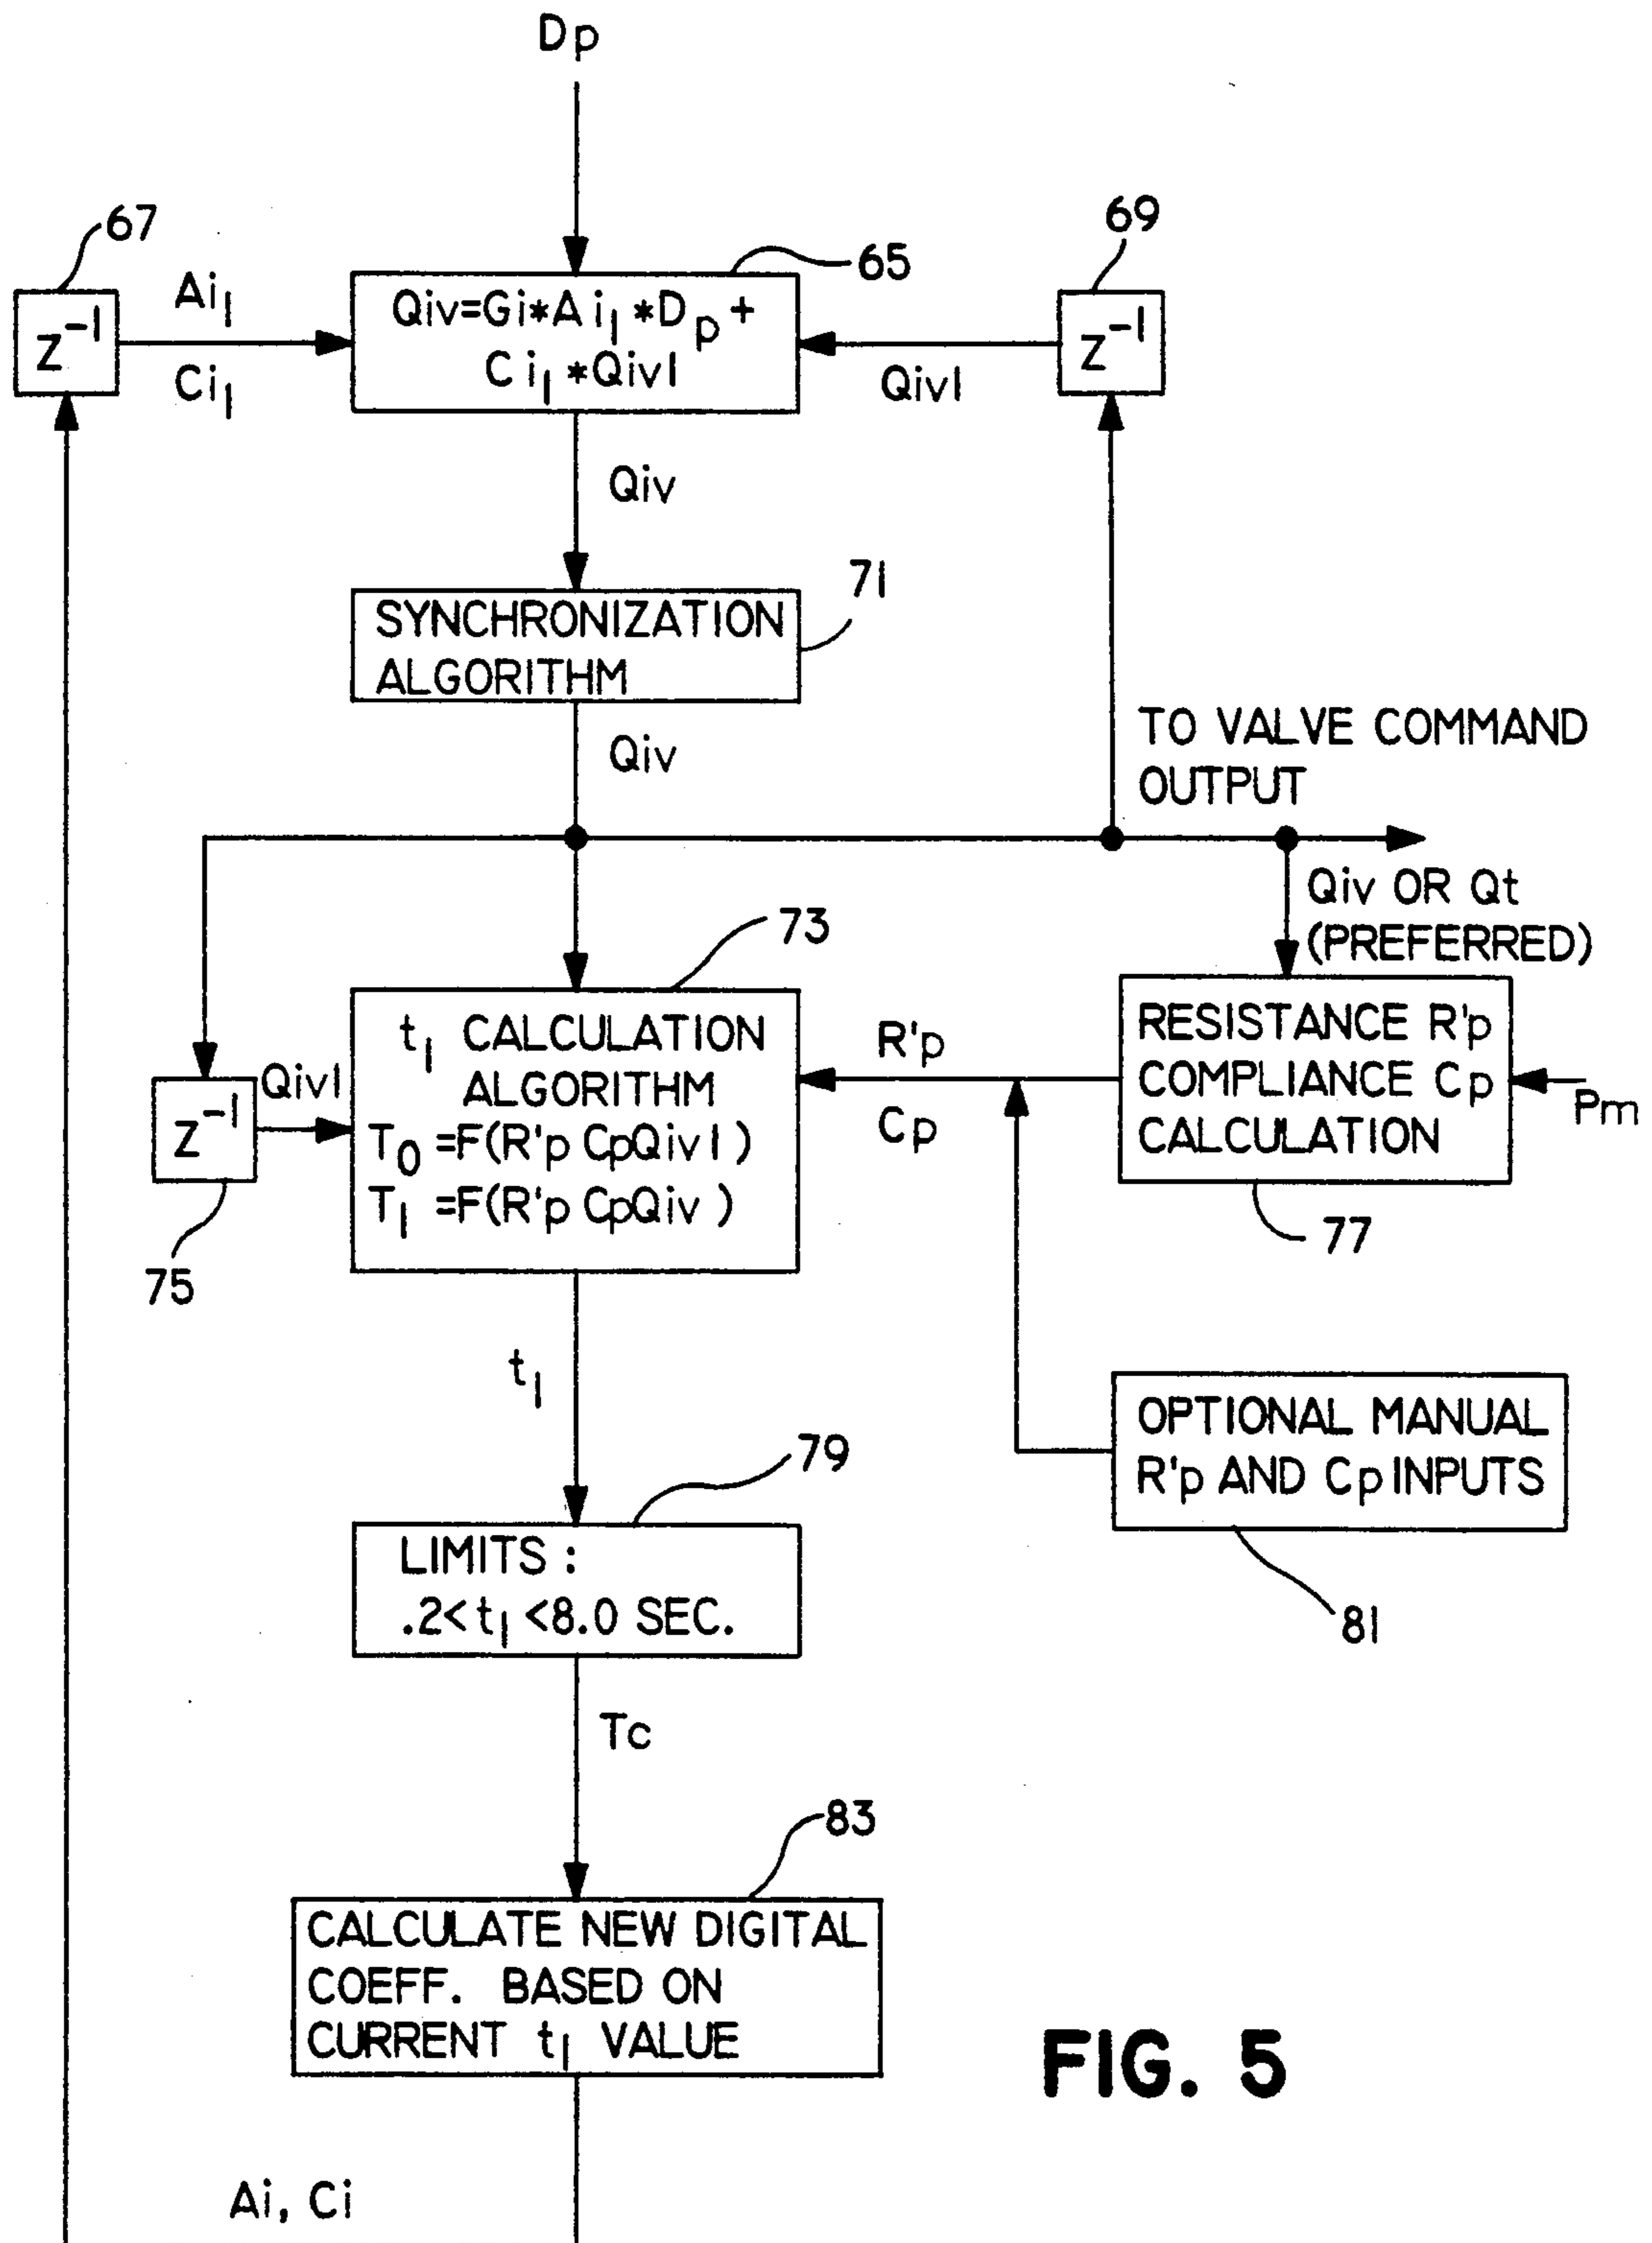 Dp
67
69
65
Ai₁
Ci₁
Z⁻¹
Qiv=Gi*Ai₁*Dp+
Ci₁*Qiv1
Z⁻¹
Qiv1
Qiv
71
SYNCHRONIZATION
ALGORITHM
Qiv
TO VALVE COMMAND
OUTPUT
Qiv OR Qt
(PREFERRED)
73
t₁ CALCULATION
ALGORITHM
T₀=F(R'p CpQiv1)
T₁=F(R'p CpQiv)
Qiv1
Z⁻¹
75
R'p
Cp
RESISTANCE R'p
COMPLIANCE Cp
CALCULATION
Pm
77
t₁
OPTIONAL MANUAL
R'p AND Cp INPUTS
81
79
LIMITS:
.2<t₁<8.0 SEC.
Tc
83
CALCULATE NEW DIGITAL
COEFF. BASED ON
CURRENT t₁ VALUE
Ai, Ci
FIG. 5